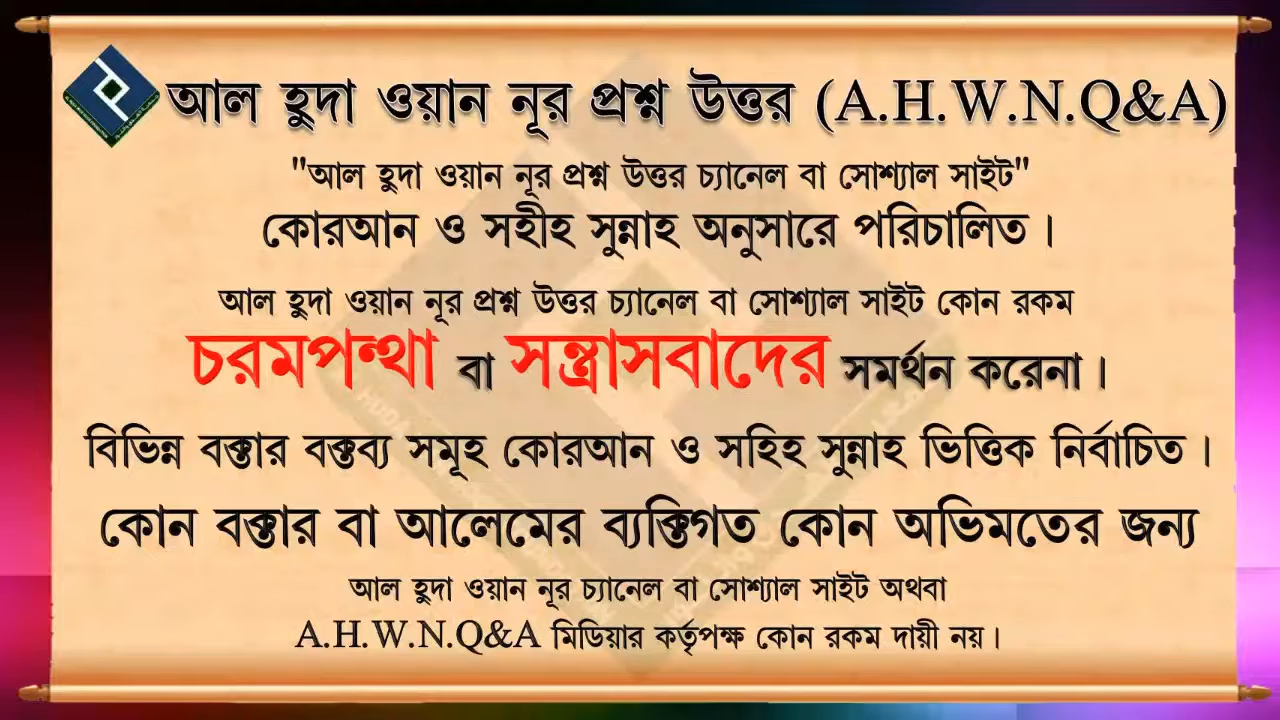 আল হুদা ওয়ান নূর প্রশ্ন উত্তর (A.H.W.N.Q&A)
"আল হুদা ওয়ান নূর প্রশ্ন উত্তর চ্যানেল বা সোশ্যাল সাইট"
কোরআন ও সহীহ সুন্নাহ অনুসারে পরিচালিত।
আল হুদা ওয়ান নূর প্রশ্ন উত্তর চ্যানেল বা সোশ্যাল সাইট কোন রকম
চরমপন্থা বা সন্ত্রাসবাদের সমর্থন করেনা।
বিভিন্ন বক্তার বক্তব্য সমূহ কোরআন ও সহিহ সুন্নাহ ভিত্তিক নির্বাচিত।
কোন বক্তার বা আলেমের ব্যক্তিগত কোন অভিমতের জন্য
আল হুদা ওয়ান নূর চ্যানেল বা সোশ্যাল সাইট অথবা
A.H.W.N.Q&A মিডিয়ার কর্তৃপক্ষ কোন রকম দায়ী নয়।